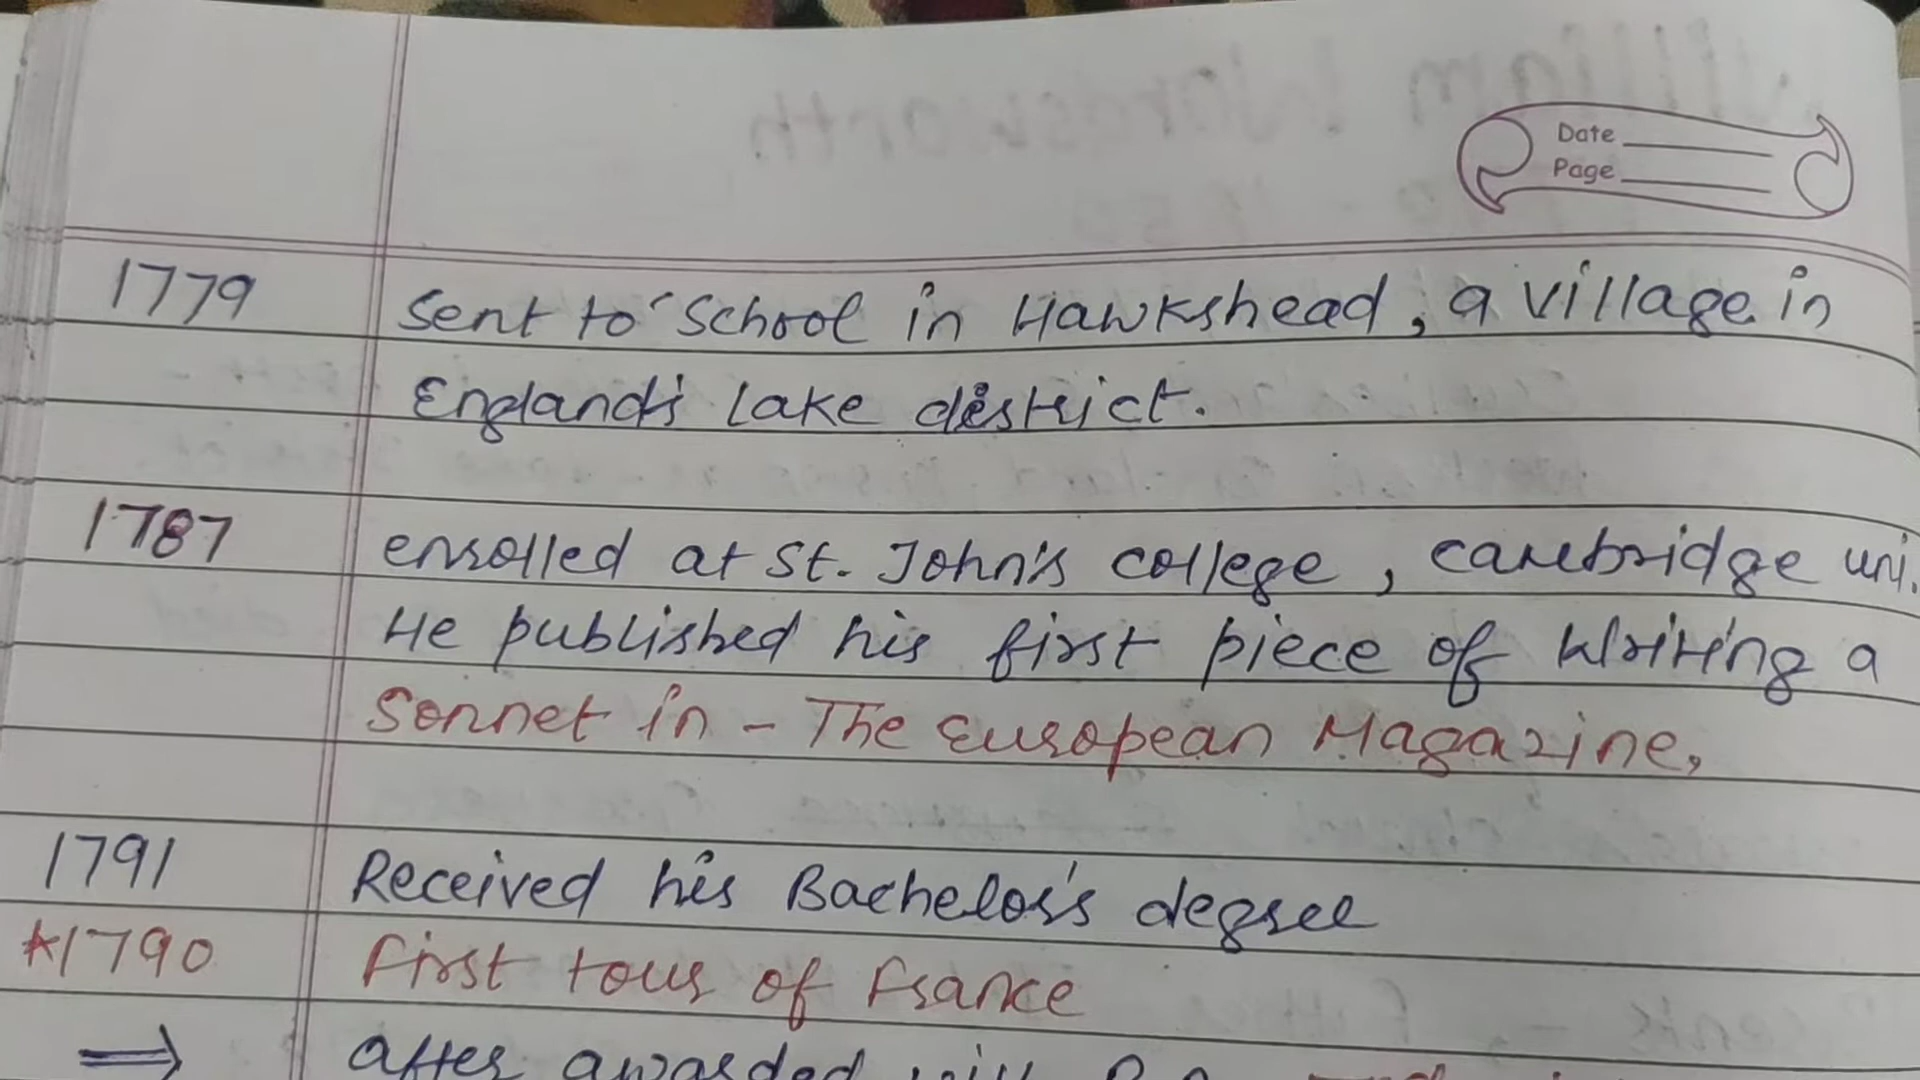 William Wordsworth
Date
Page
1779 Sent to School in Hawkshead, a village in
England's Lake district.
1787 enrolled at St. John's college, cambridge uni.
He published his first piece of Writing a
Sonnet in - The European Magazine,
1791 Received his Bachelor's degree
*1790 first tour of France
⇒ after awarded